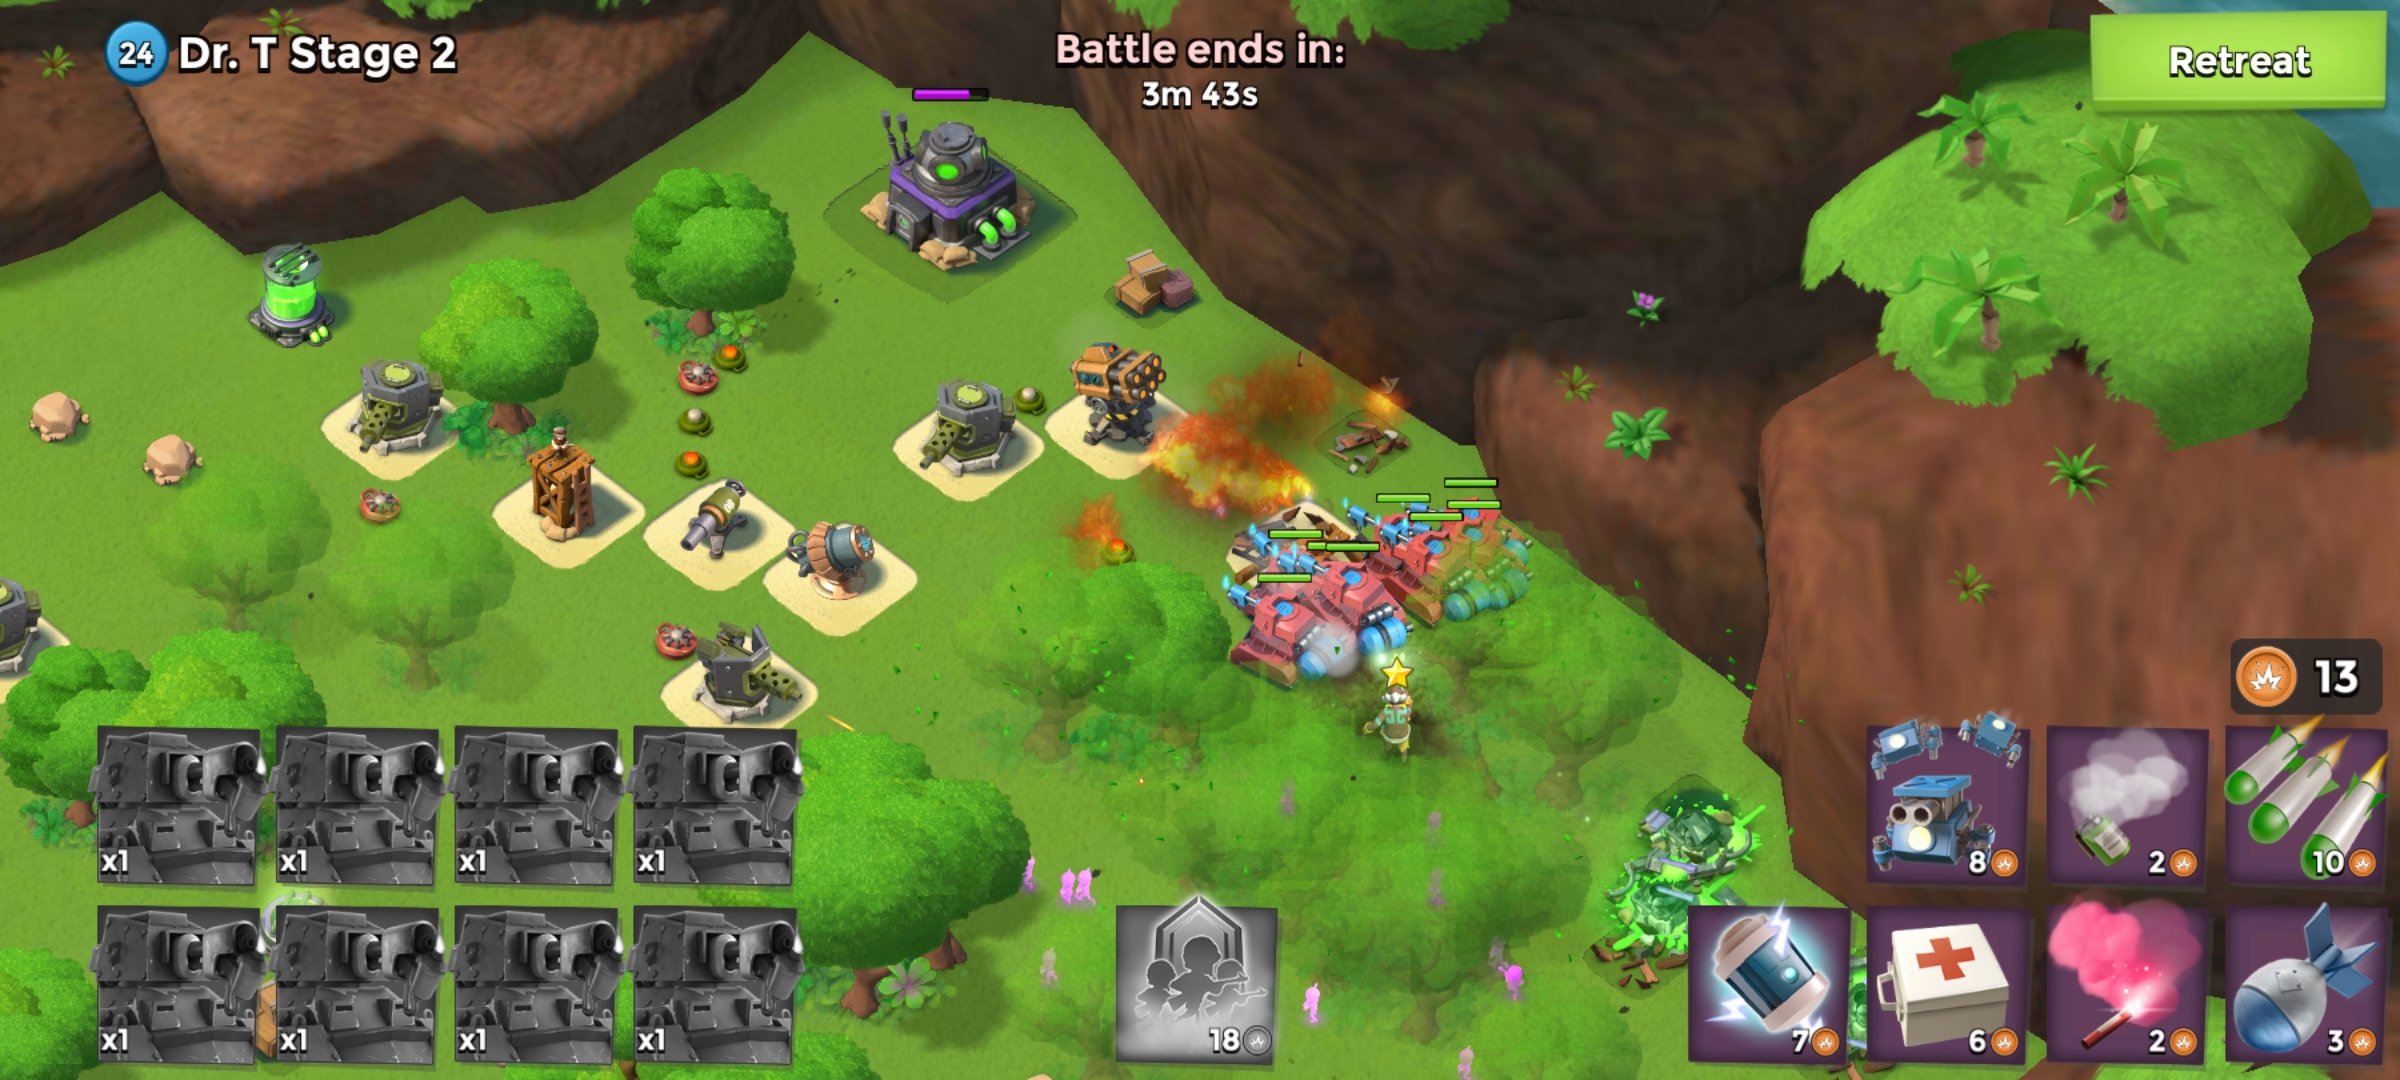 24 Dr. T Stage 2
Battle ends in:
3m 43s
Retreat
13
8
2
10
x1
x1
x1
x1
x1
x1
x1
x1
18
7
6
2
3